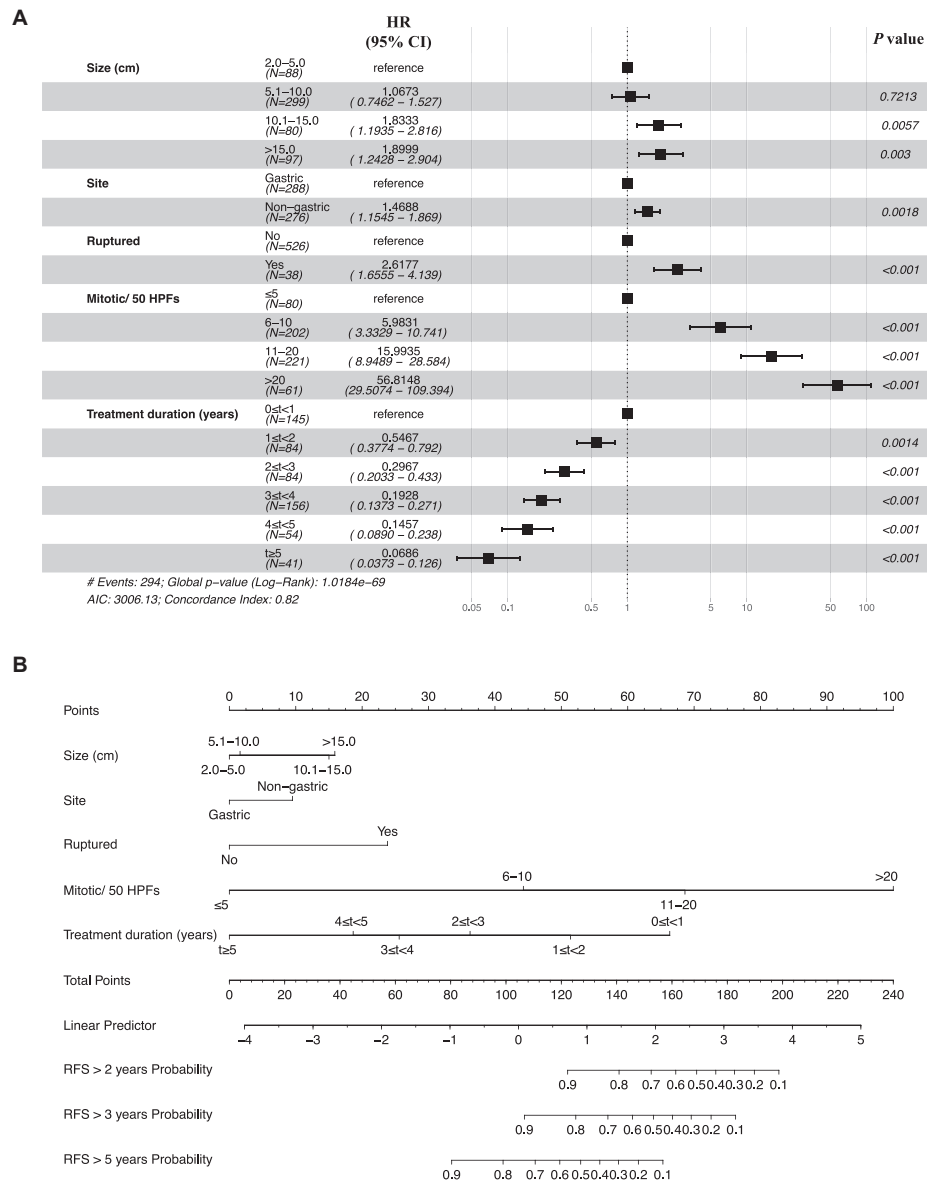 A
HR
(95% CI)
P value
Size (cm)
2.0–5.0
(N=88)
reference
5.1–10.0
(N=299)
1.0673
( 0.7462 – 1.527)
0.7213
10.1–15.0
(N=80)
1.8333
( 1.1935 – 2.816)
0.0057
>15.0
(N=97)
1.8999
( 1.2428 – 2.904)
0.003
Site
Gastric
(N=288)
reference
Non-gastric
(N=276)
1.4688
( 1.1545 – 1.869)
0.0018
Ruptured
No
(N=526)
reference
Yes
(N=38)
2.6177
( 1.6555 – 4.139)
<0.001
Mitotic/ 50 HPFs
≤5
(N=80)
reference
6–10
(N=202)
5.9831
( 3.3329 – 10.741)
<0.001
11–20
(N=221)
15.9935
( 8.9489 – 28.584)
<0.001
>20
(N=61)
56.8148
(29.5074 – 109.394)
<0.001
Treatment duration (years)
0≤t<1
(N=145)
reference
1≤t<2
(N=84)
0.5467
( 0.3774 – 0.792)
0.0014
2≤t<3
(N=84)
0.2967
(0.2033 – 0.433)
<0.001
3≤t<4
(N=156)
0.1928
(0.1373 – 0.271)
<0.001
4≤t<5
(N=54)
0.1457
(0.0890 – 0.238)
<0.001
t≥5
(N=41)
0.0686
(0.0373 – 0.126)
<0.001
# Events: 294; Global p–value (Log–Rank): 1.0184e–69
AIC: 3006.13; Concordance Index: 0.82
0.05 0.1 0.5 1 5 10 50 100
B
Points
0 10 20 30 40 50 60 70 80 90 100
Size (cm)
5.1–10.0 >15.0
2.0–5.0 10.1–15.0
Site
Non–gastric
Gastric
Ruptured
Yes
No
Mitotic/ 50 HPFs
6–10 >20
≤5 11–20
Treatment duration (years)
4≤t<5 2≤t<3 0≤t<1
t≥5 3≤t<4 1≤t<2
Total Points
0 20 40 60 80 100 120 140 160 180 200 220 240
Linear Predictor
–4 –3 –2 –1 0 1 2 3 4 5
RFS > 2 years Probability
0.9 0.8 0.7 0.6 0.5 0.4 0.3 0.2 0.1
RFS > 3 years Probability
0.9 0.8 0.7 0.6 0.5 0.4 0.3 0.2 0.1
RFS > 5 years Probability
0.9 0.8 0.7 0.6 0.5 0.4 0.3 0.2 0.1